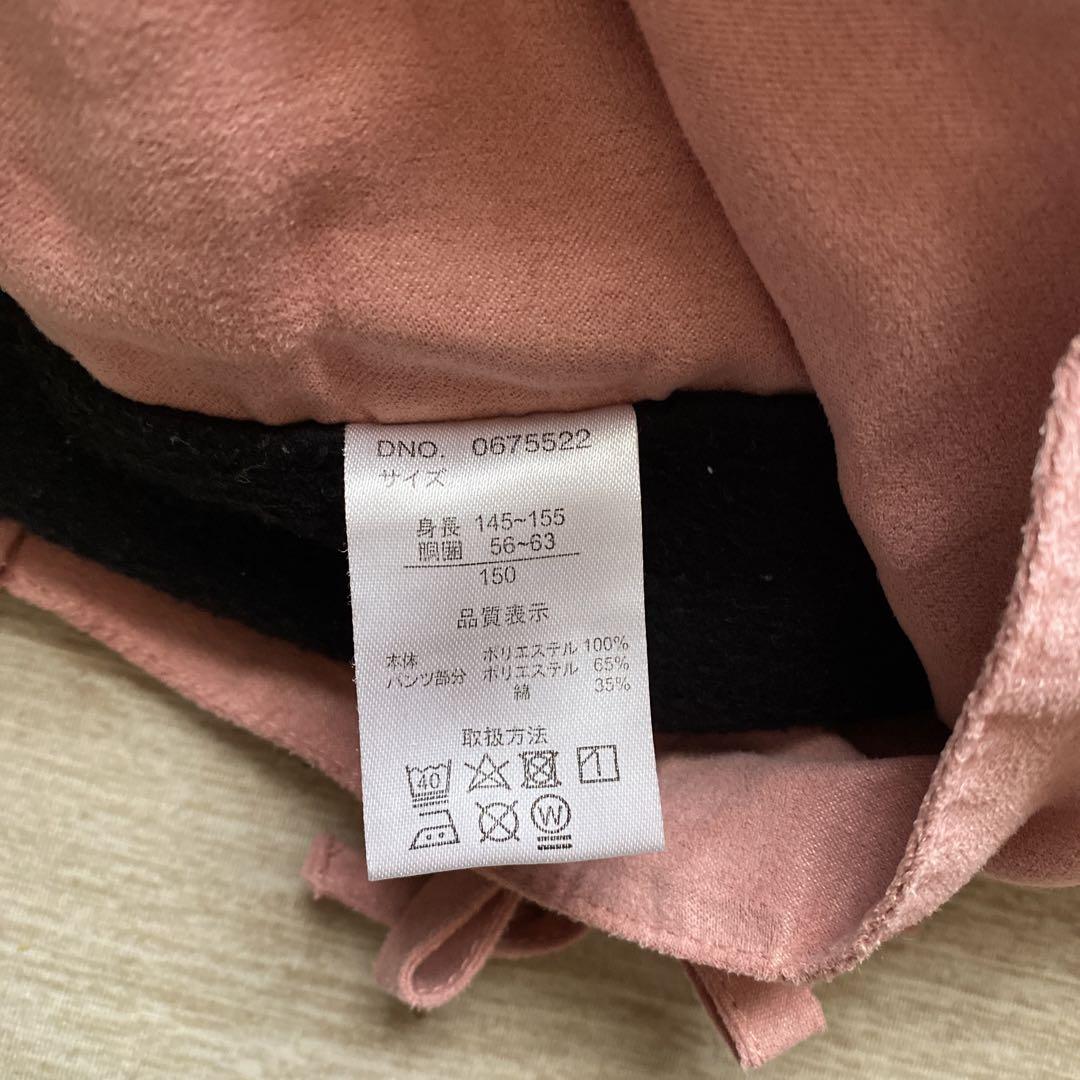 DNO. 0675522
サイズ
身長 145~155
胴囲 56~63
150
品質表示
本体 ポリエステル 100%
パンツ部分 ポリエステル 65%
綿 35%
取扱方法
40
W